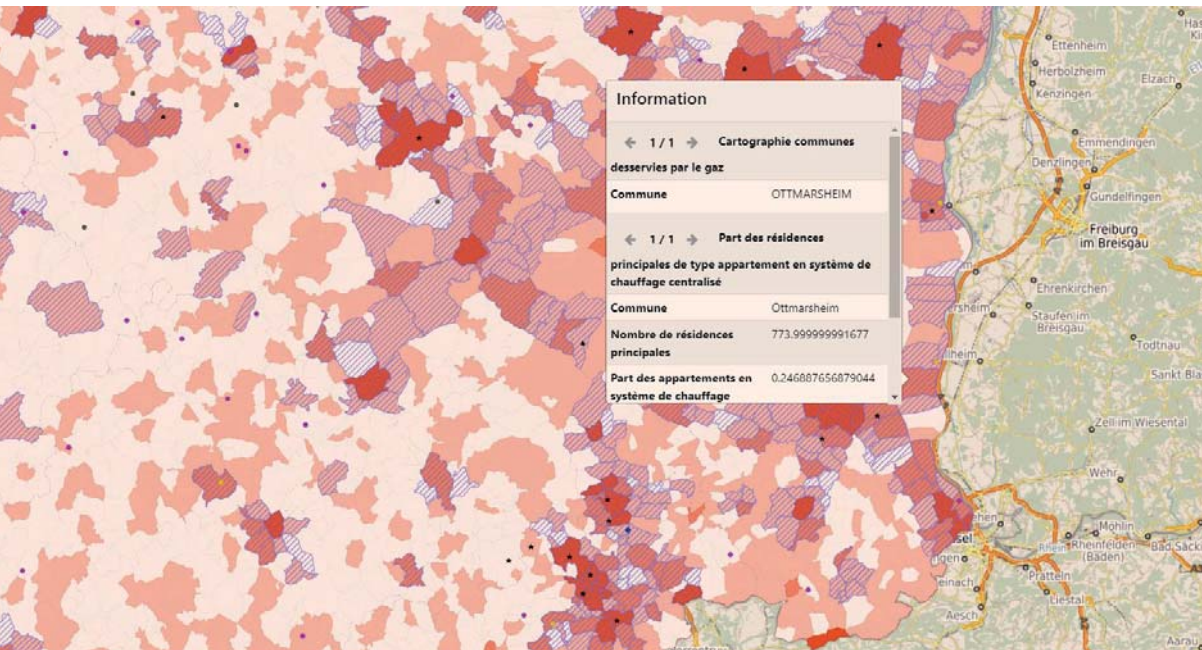 Information
1 / 1 Cartographie communes
desservies par le gaz
Commune OTTMARSHEIM
1 / 1 Part des résidences
principales de type appartement en système de
chauffage centralisé
Commune Ottmarsheim
Nombre de résidences 773.999999991677
principales
Part des appartements en 0.246887656879044
système de chauffage
Ettenheim
Herbolzheim
Elzach
Kenzingen
Emmendingen
Denzlingen
Gundelfingen
Freiburg
im Breisgau
Ehrenkirchen
Staufen im
Breisgau
Todtnau
Sankt Bla
Zell im Wiesental
Wehr
Möhlin
Rhein
Rheinfelden
(Baden)
Bad Säcki
Pratteln
Liestal
Aesch
Aarau